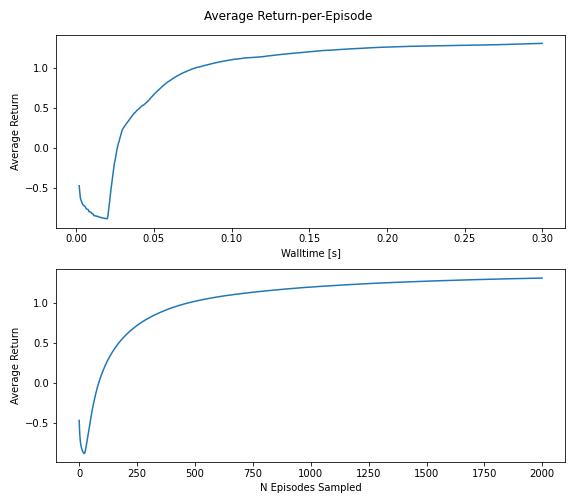 Average Return-per-Episode
1.0
0.5
0.0
−0.5
Average Return
0.00 0.05 0.10 0.15 0.20 0.25 0.30
Walltime [s]
1.0
0.5
0.0
−0.5
Average Return
0 250 500 750 1000 1250 1500 1750 2000
N Episodes Sampled